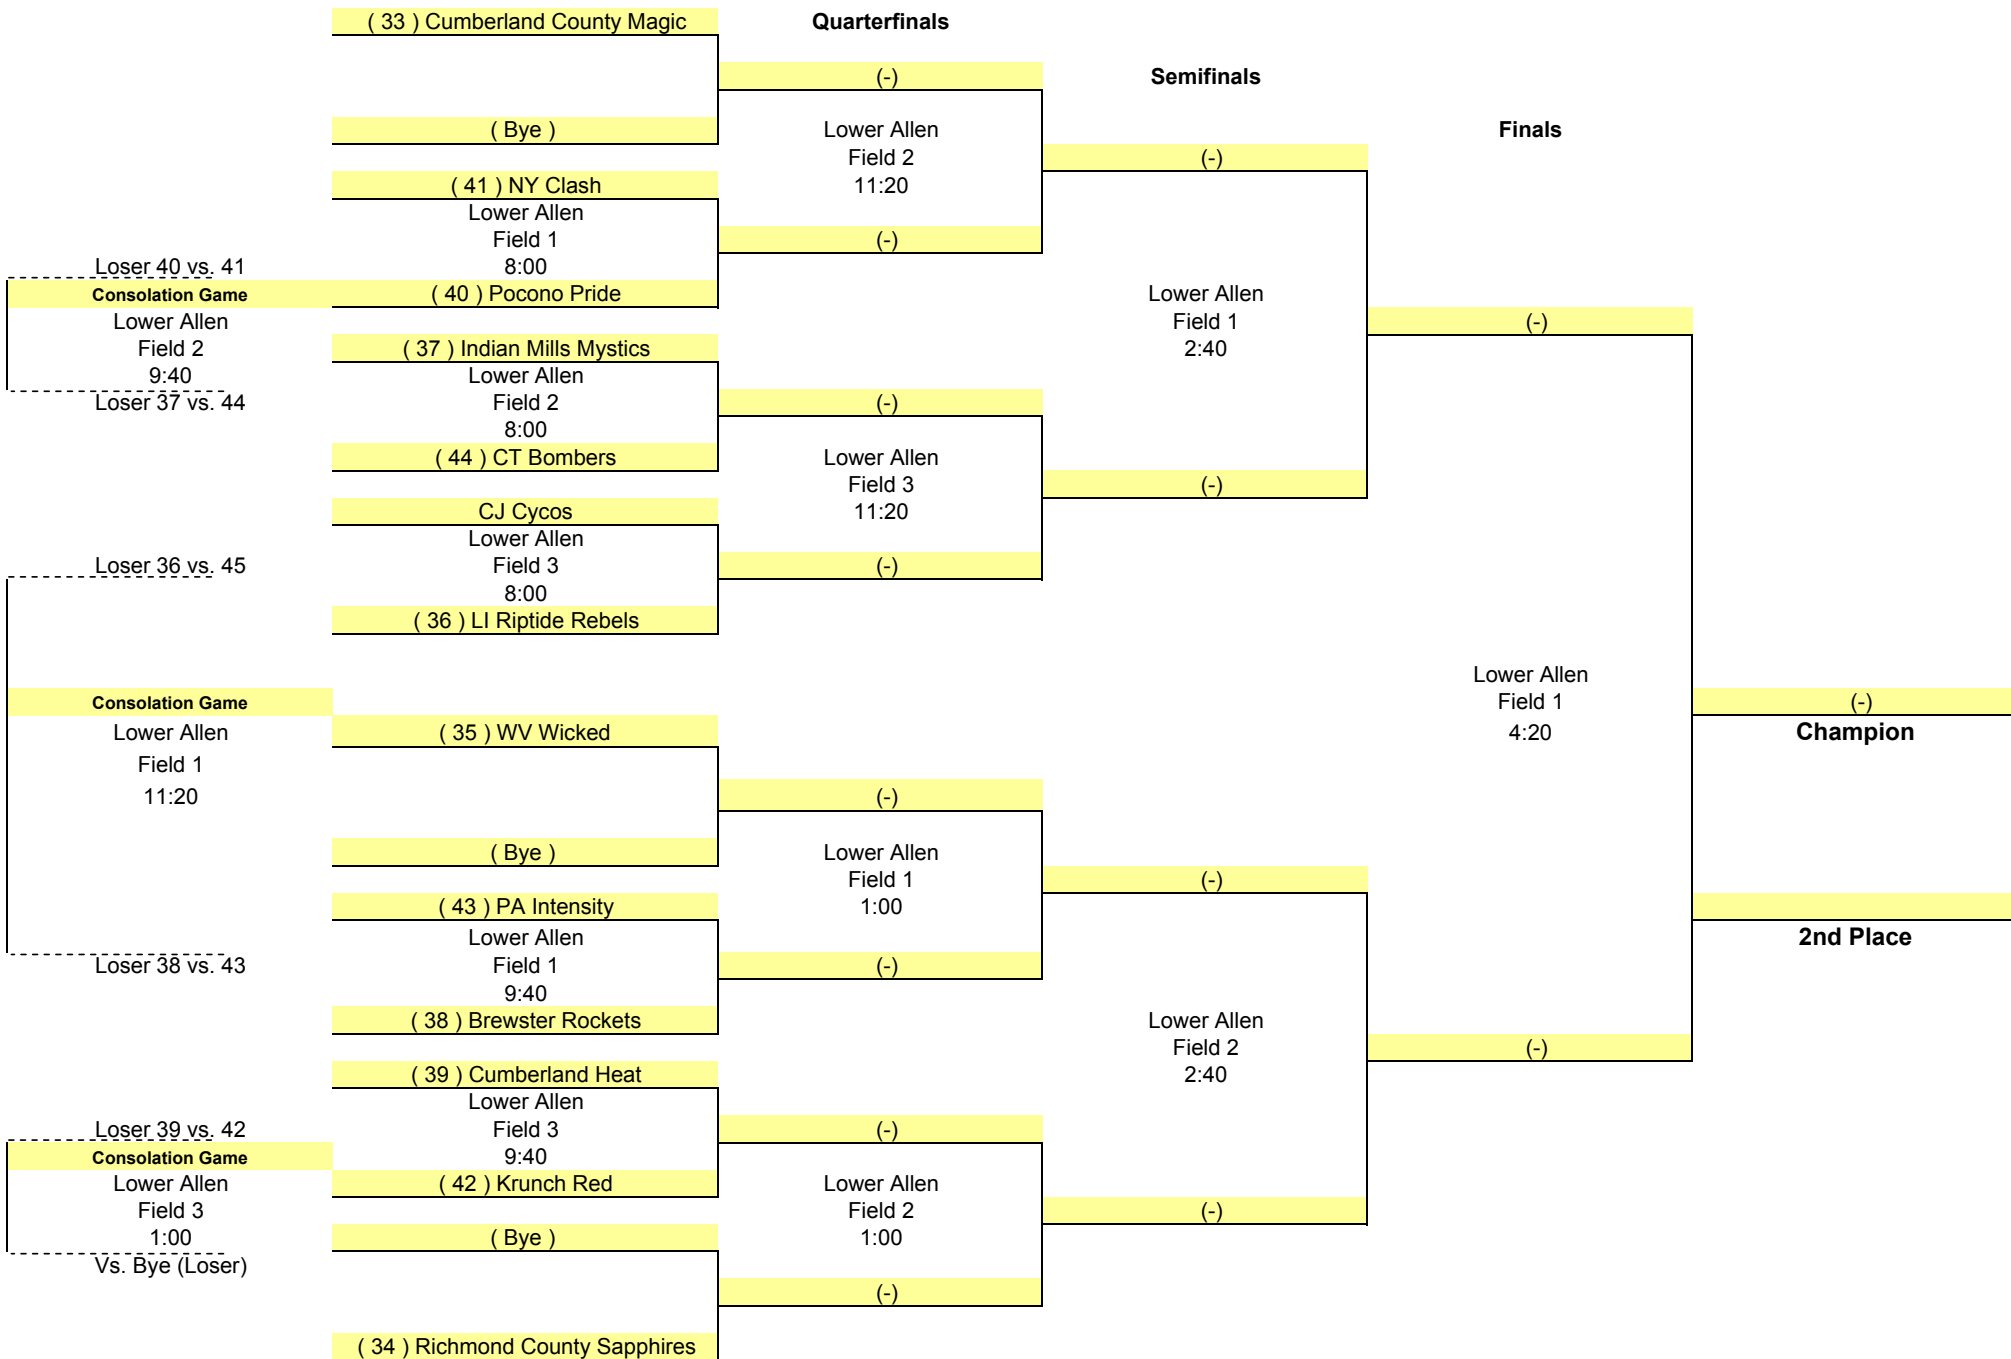 ( 33 ) Cumberland County Magic
Quarterfinals
(-)
Semifinals
( Bye )
Lower Allen
Field 2
11:20
Finals
(-)
( 41 ) NY Clash
Lower Allen
Field 1
8:00
(-)
Loser 40 vs. 41
Consolation Game
Lower Allen
Field 2
9:40
Loser 37 vs. 44
( 40 ) Pocono Pride
Lower Allen
Field 1
2:40
(-)
( 37 ) Indian Mills Mystics
Lower Allen
Field 2
8:00
(-)
( 44 ) CT Bombers
Lower Allen
Field 3
11:20
(-)
CJ Cycos
Lower Allen
Field 3
8:00
(-)
Loser 36 vs. 45
( 36 ) LI Riptide Rebels
Lower Allen
Field 1
4:20
(-)
Champion
Consolation Game
Lower Allen
Field 1
11:20
( 35 ) WV Wicked
(-)
( Bye )
Lower Allen
Field 1
1:00
(-)
( 43 ) PA Intensity
Lower Allen
Field 1
9:40
(-)
2nd Place
Loser 38 vs. 43
( 38 ) Brewster Rockets
Lower Allen
Field 2
2:40
(-)
( 39 ) Cumberland Heat
Lower Allen
Field 3
9:40
(-)
Loser 39 vs. 42
Consolation Game
Lower Allen
Field 3
1:00
Vs. Bye (Loser)
( 42 ) Krunch Red
Lower Allen
Field 2
1:00
(-)
( Bye )
(-)
( 34 ) Richmond County Sapphires